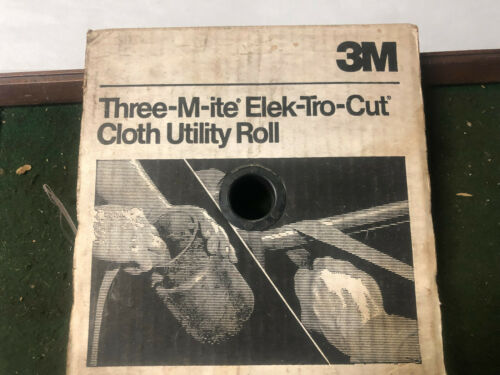 3M
Three-M-ite® Elek-Tro-Cut®
Cloth Utility Roll